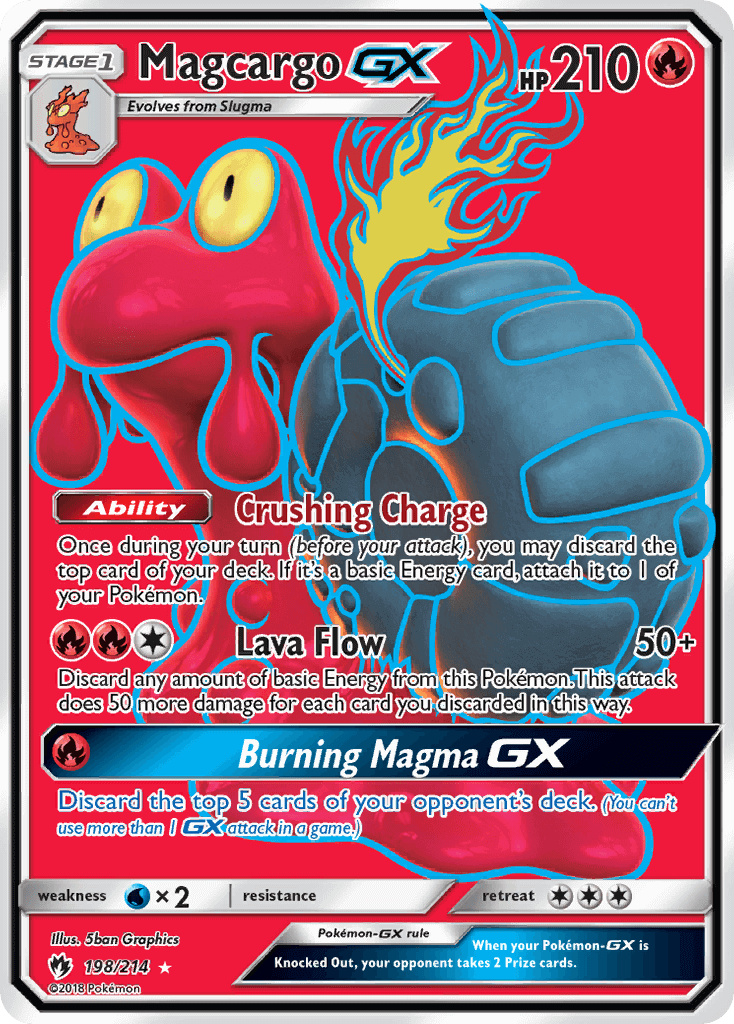 STAGE 1 Magcargo GX HP 210
Evolves from Slugma
Ability Crushing Charge
Once during your turn (before your attack), you may discard the
top card of your deck. If it's a basic Energy card, attach it to 1 of
your Pokémon.
Lava Flow 50+
Discard any amount of basic Energy from this Pokémon. This attack
does 50 more damage for each card you discarded in this way.
Burning Magma GX
Discard the top 5 cards of your opponent's deck. (You can't
use more than 1 GX attack in a game.)
weakness ×2 resistance retreat
Illus. 5ban Graphics
198/214
©2018 Pokémon
Pokémon-GX rule
When your Pokémon-GX is
Knocked Out, your opponent takes 2 Prize cards.